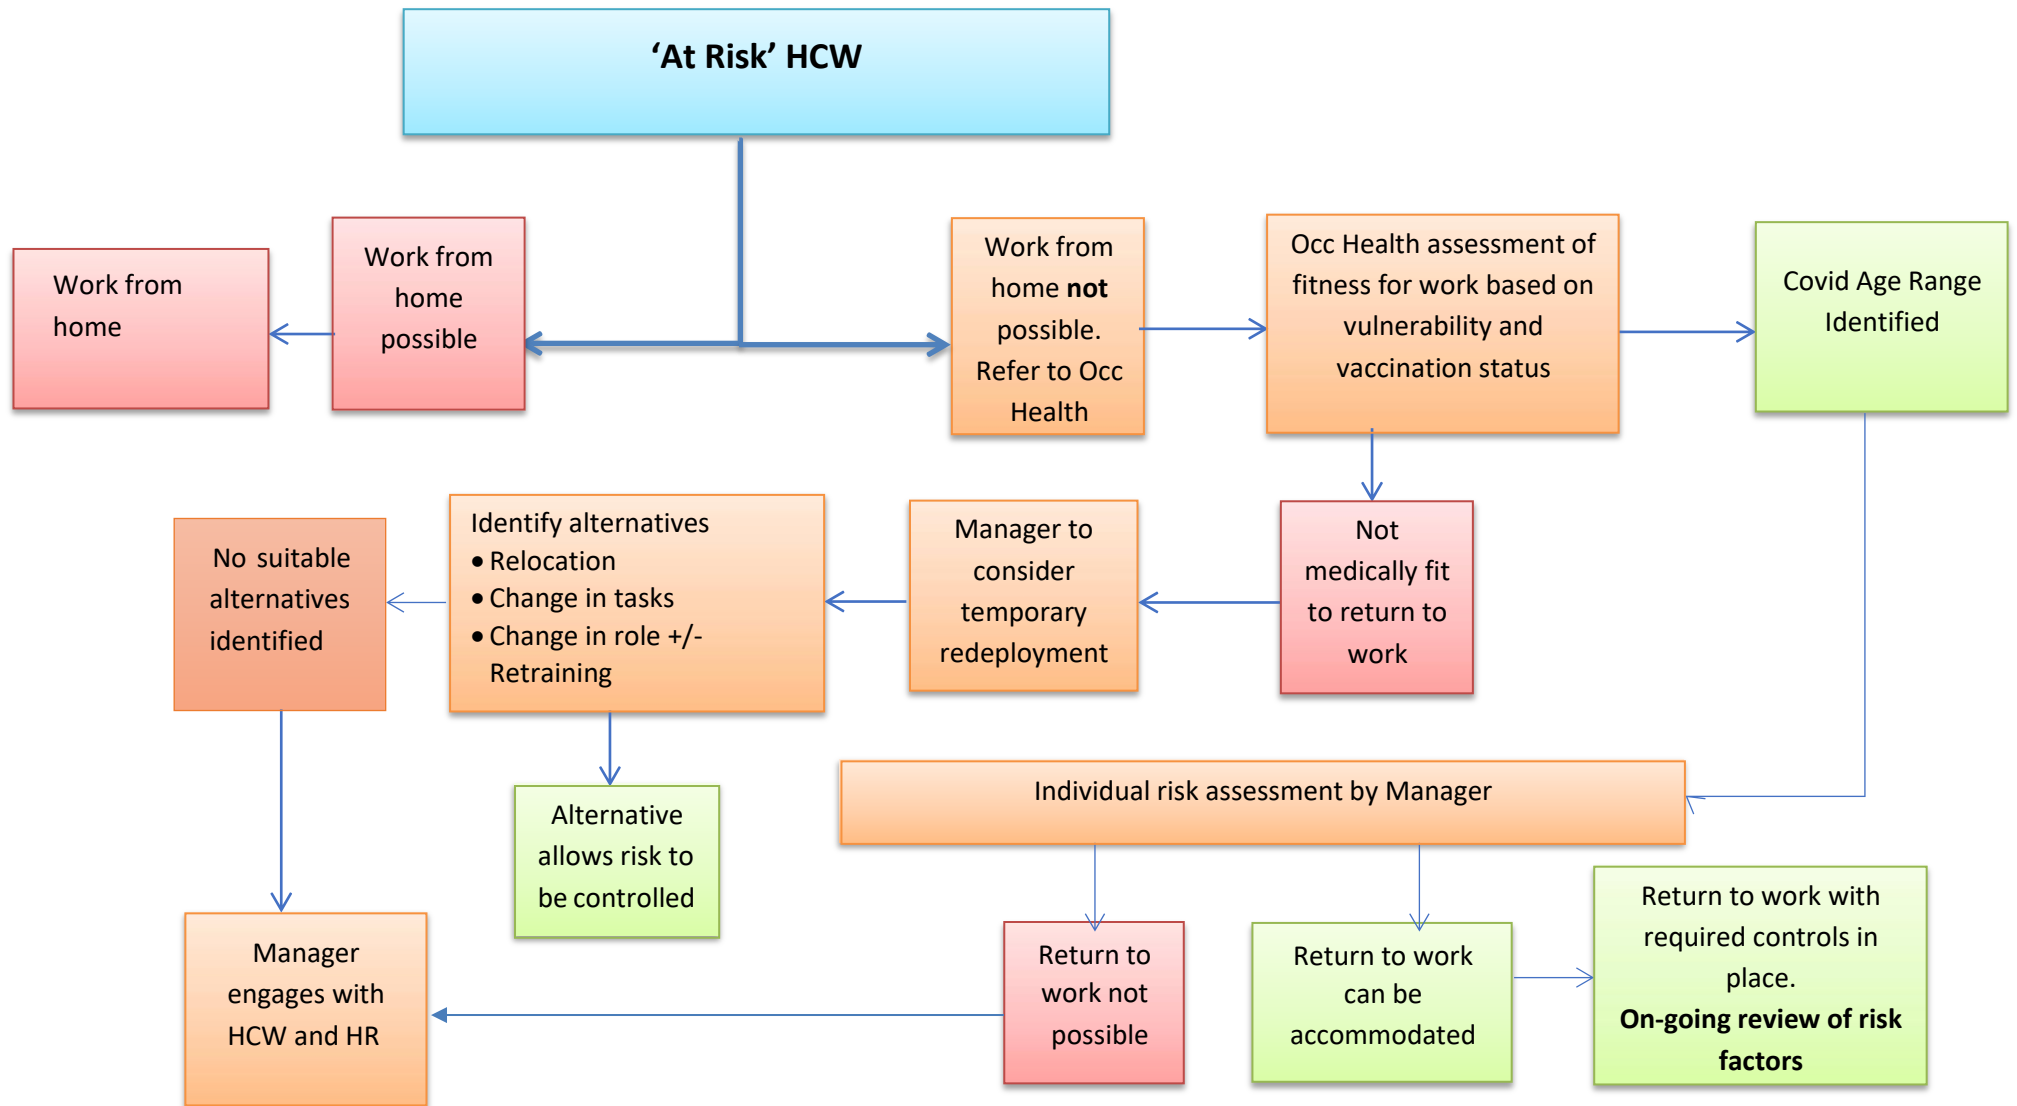 ‘At Risk’ HCW
Work from
home
Work from
home
possible
Work from
home not
possible.
Refer to Occ
Health
Occ Health assessment of
fitness for work based on
vulnerability and
vaccination status
Covid Age Range
Identified
No suitable
alternatives
identified
Identify alternatives
• Relocation
• Change in tasks
• Change in role +/-
Retraining
Manager to
consider
temporary
redeployment
Not
medically fit
to return to
work
Alternative
allows risk to
be controlled
Individual risk assessment by Manager
Manager
engages with
HCW and HR
Return to
work not
possible
Return to work
can be
accommodated
Return to work with
required controls in
place.
On-going review of risk
factors